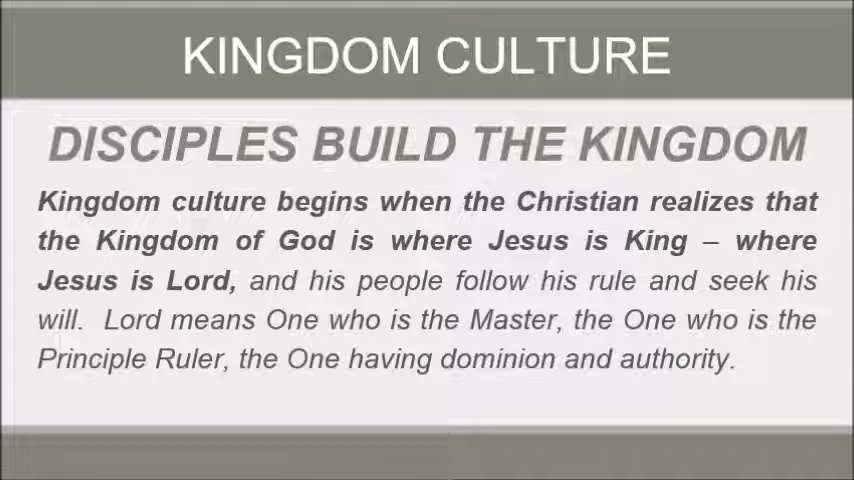 KINGDOM CULTURE
DISCIPLES BUILD THE KINGDOM
Kingdom culture begins when the Christian realizes that
the Kingdom of God is where Jesus is King – where
Jesus is Lord, and his people follow his rule and seek his
will. Lord means One who is the Master, the One who is the
Principle Ruler, the One having dominion and authority.